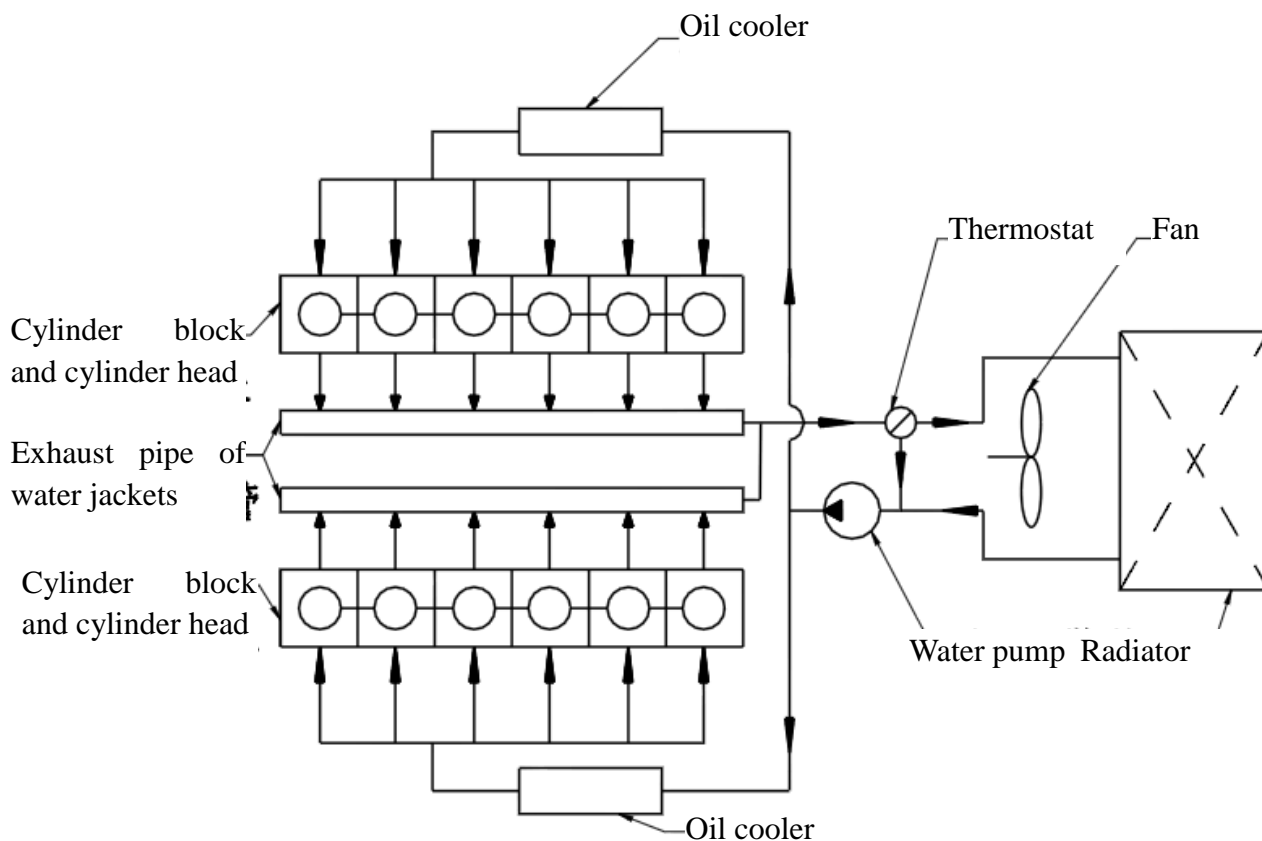 Oil cooler
Thermostat
Fan
Cylinder block
and cylinder head
Exhaust pipe of
water jackets
Cylinder block
and cylinder head
Water pump Radiator
Oil cooler